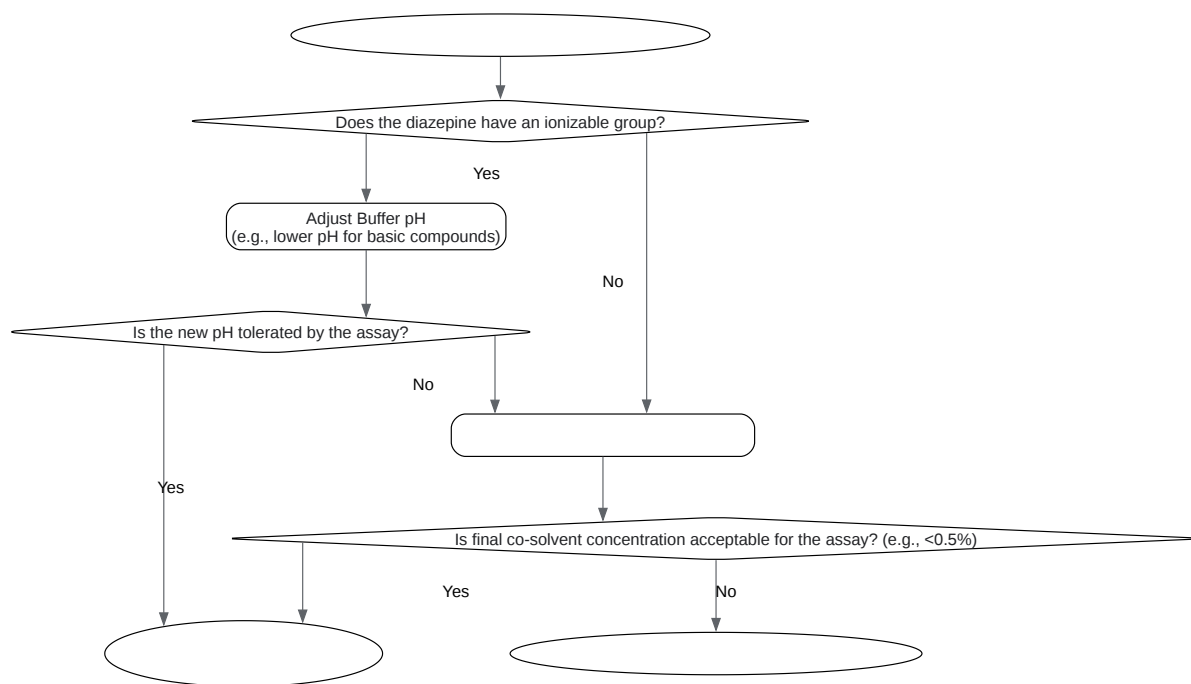 Does the diazepine have an ionizable group?
Yes
Adjust Buffer pH
(e.g., lower pH for basic compounds)
No
Is the new pH tolerated by the assay?
No
Yes
Is final co-solvent concentration acceptable for the assay? (e.g., <0.5%)
Yes
No